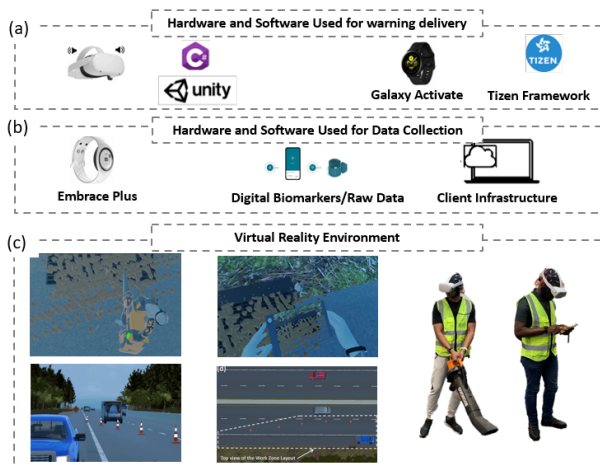 (a)
Hardware and Software Used for warning delivery
C#
unity
Galaxy Activate
TIZEN
Tizen Framework
(b)
Hardware and Software Used for Data Collection
Embrace Plus
Digital Biomarkers/Raw Data
Client Infrastructure
(c)
Virtual Reality Environment
(d)
Top view of the Work Zone Layout